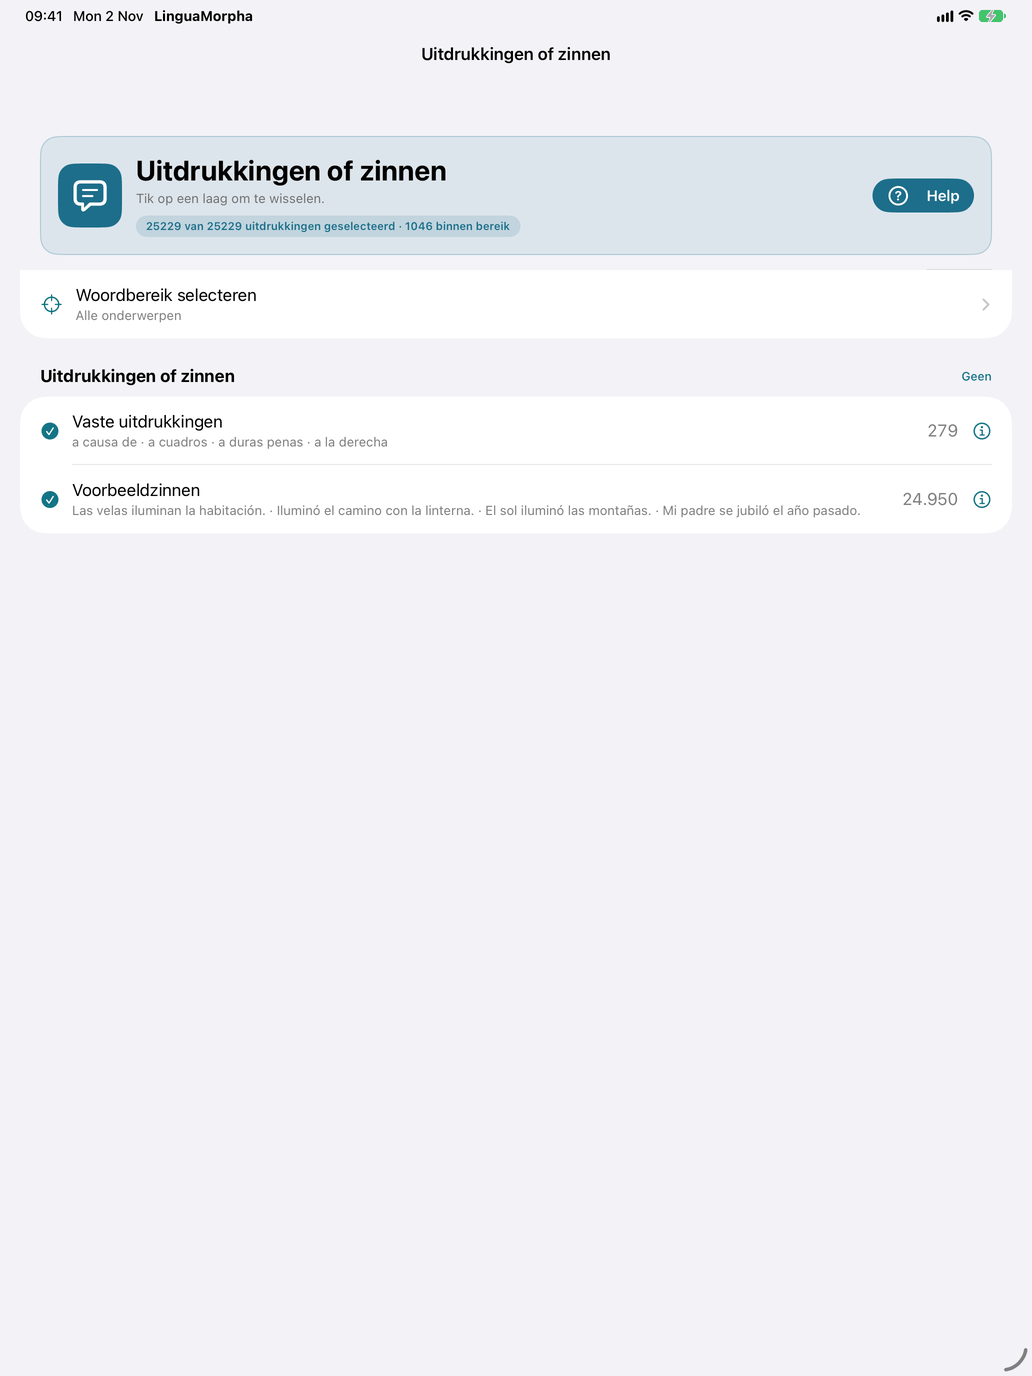 09:41 Mon 2 Nov LinguaMorpha
Uitdrukkingen of zinnen
Uitdrukkingen of zinnen
Tik op een laag om te wisselen.
25229 van 25229 uitdrukkingen geselecteerd · 1046 binnen bereik
Help
Woordbereik selecteren
Alle onderwerpen
Uitdrukkingen of zinnen
Geen
Vaste uitdrukkingen
a causa de · a cuadros · a duras penas · a la derecha
279
Voorbeeldzinnen
Las velas iluminan la habitación. · Iluminó el camino con la linterna. · El sol iluminó las montañas. · Mi padre se jubiló el año pasado.
24.950